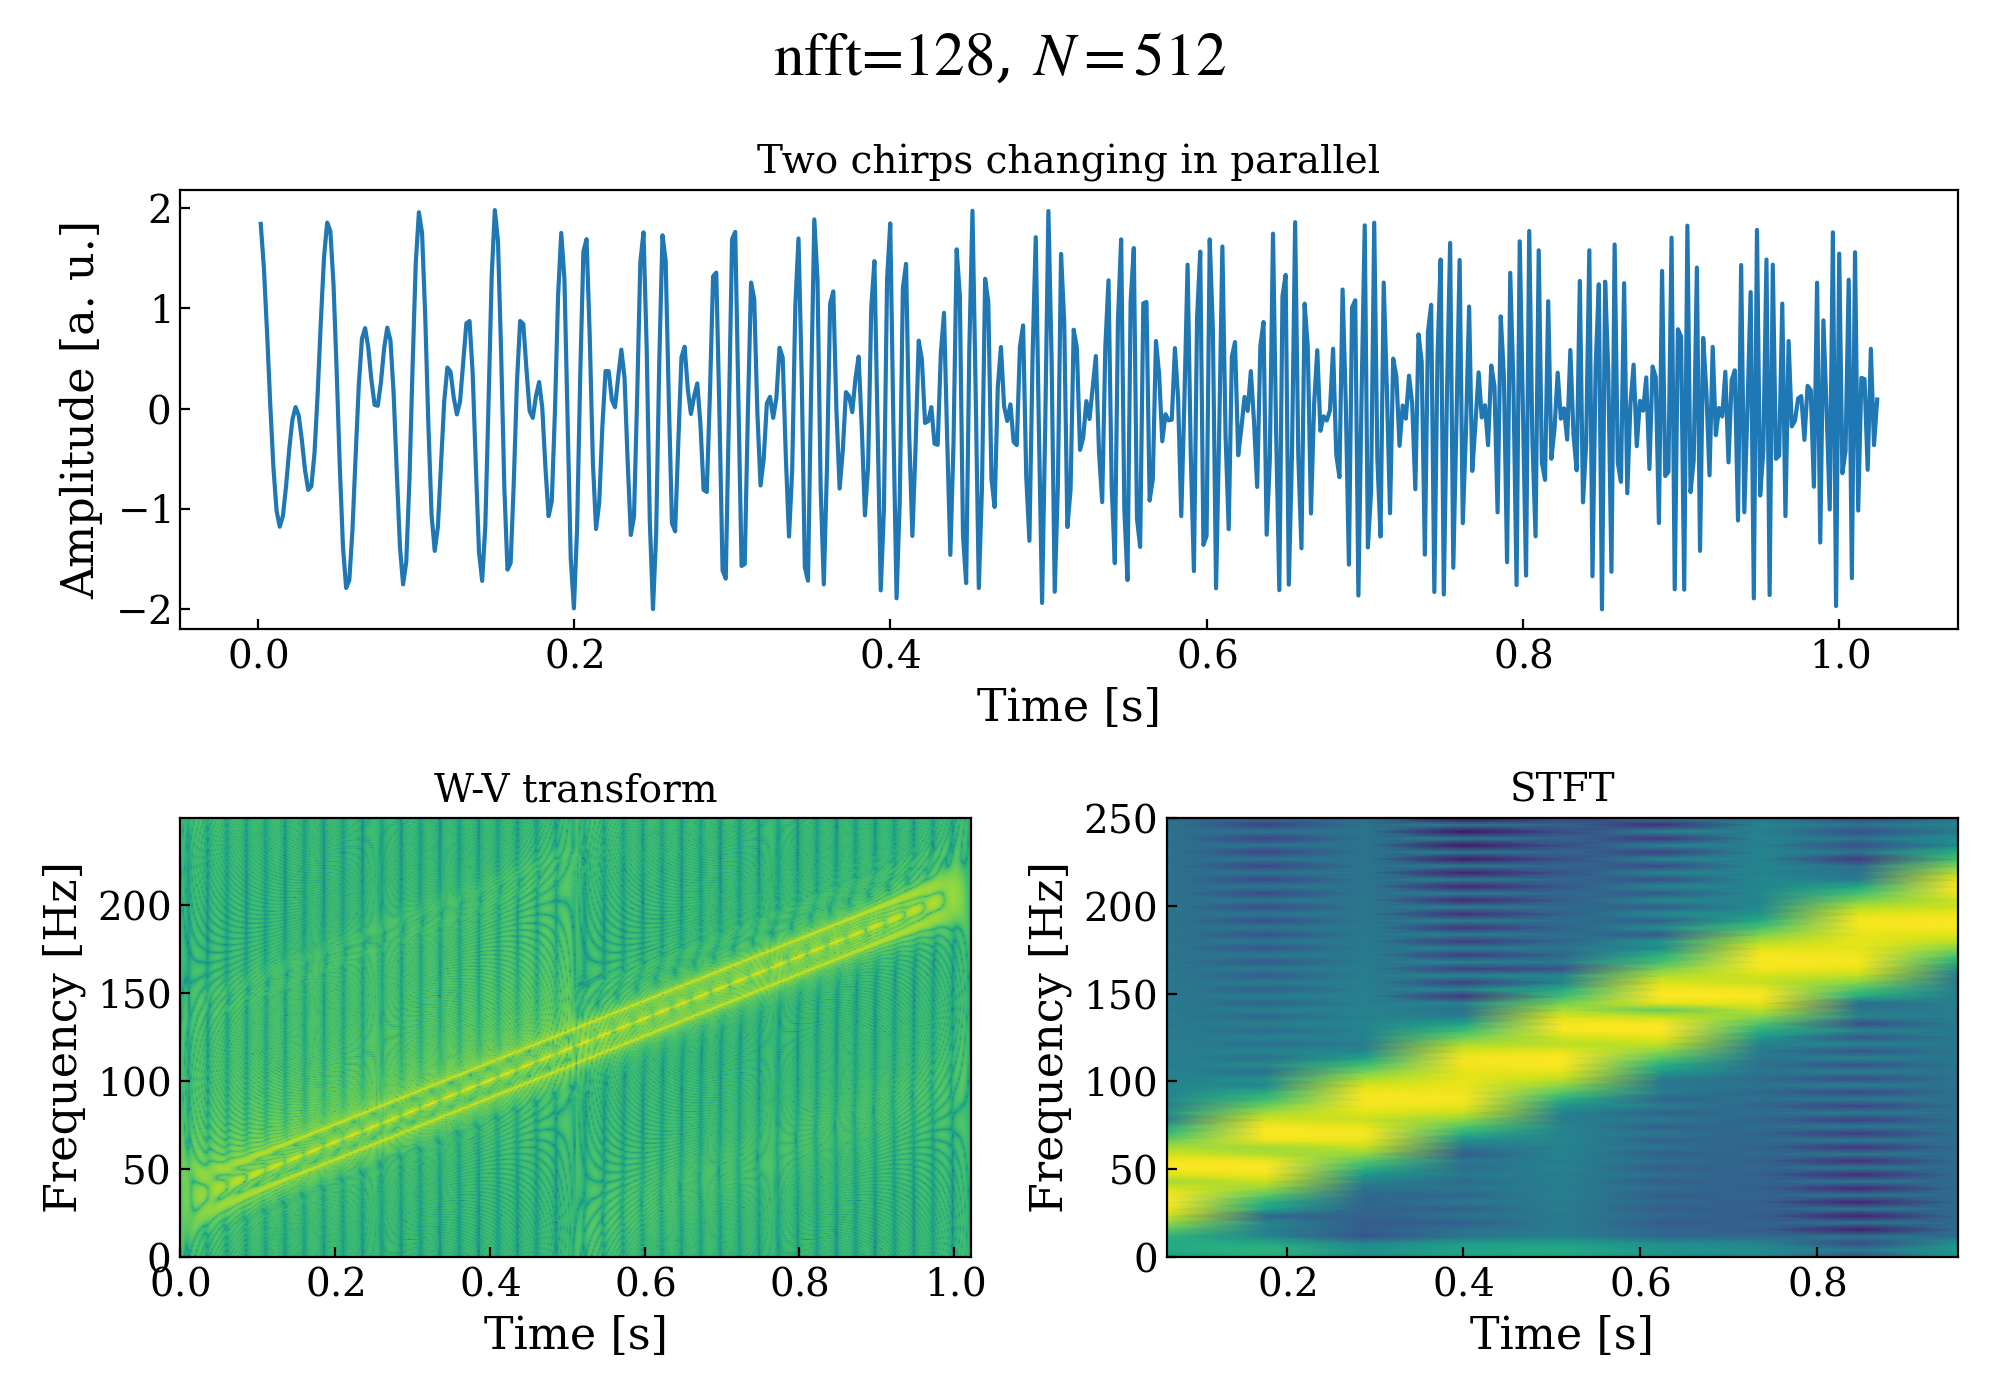 nfft=128, N = 512
Two chirps changing in parallel
Amplitude [a. u.]
2
1
0
−1
−2
0.0 0.2 0.4 0.6 0.8 1.0
Time [s]
W-V transform
Frequency [Hz]
200
150
100
50
0
0.0 0.2 0.4 0.6 0.8 1.0
Time [s]
STFT
Frequency [Hz]
250
200
150
100
50
0
0.2 0.4 0.6 0.8
Time [s]